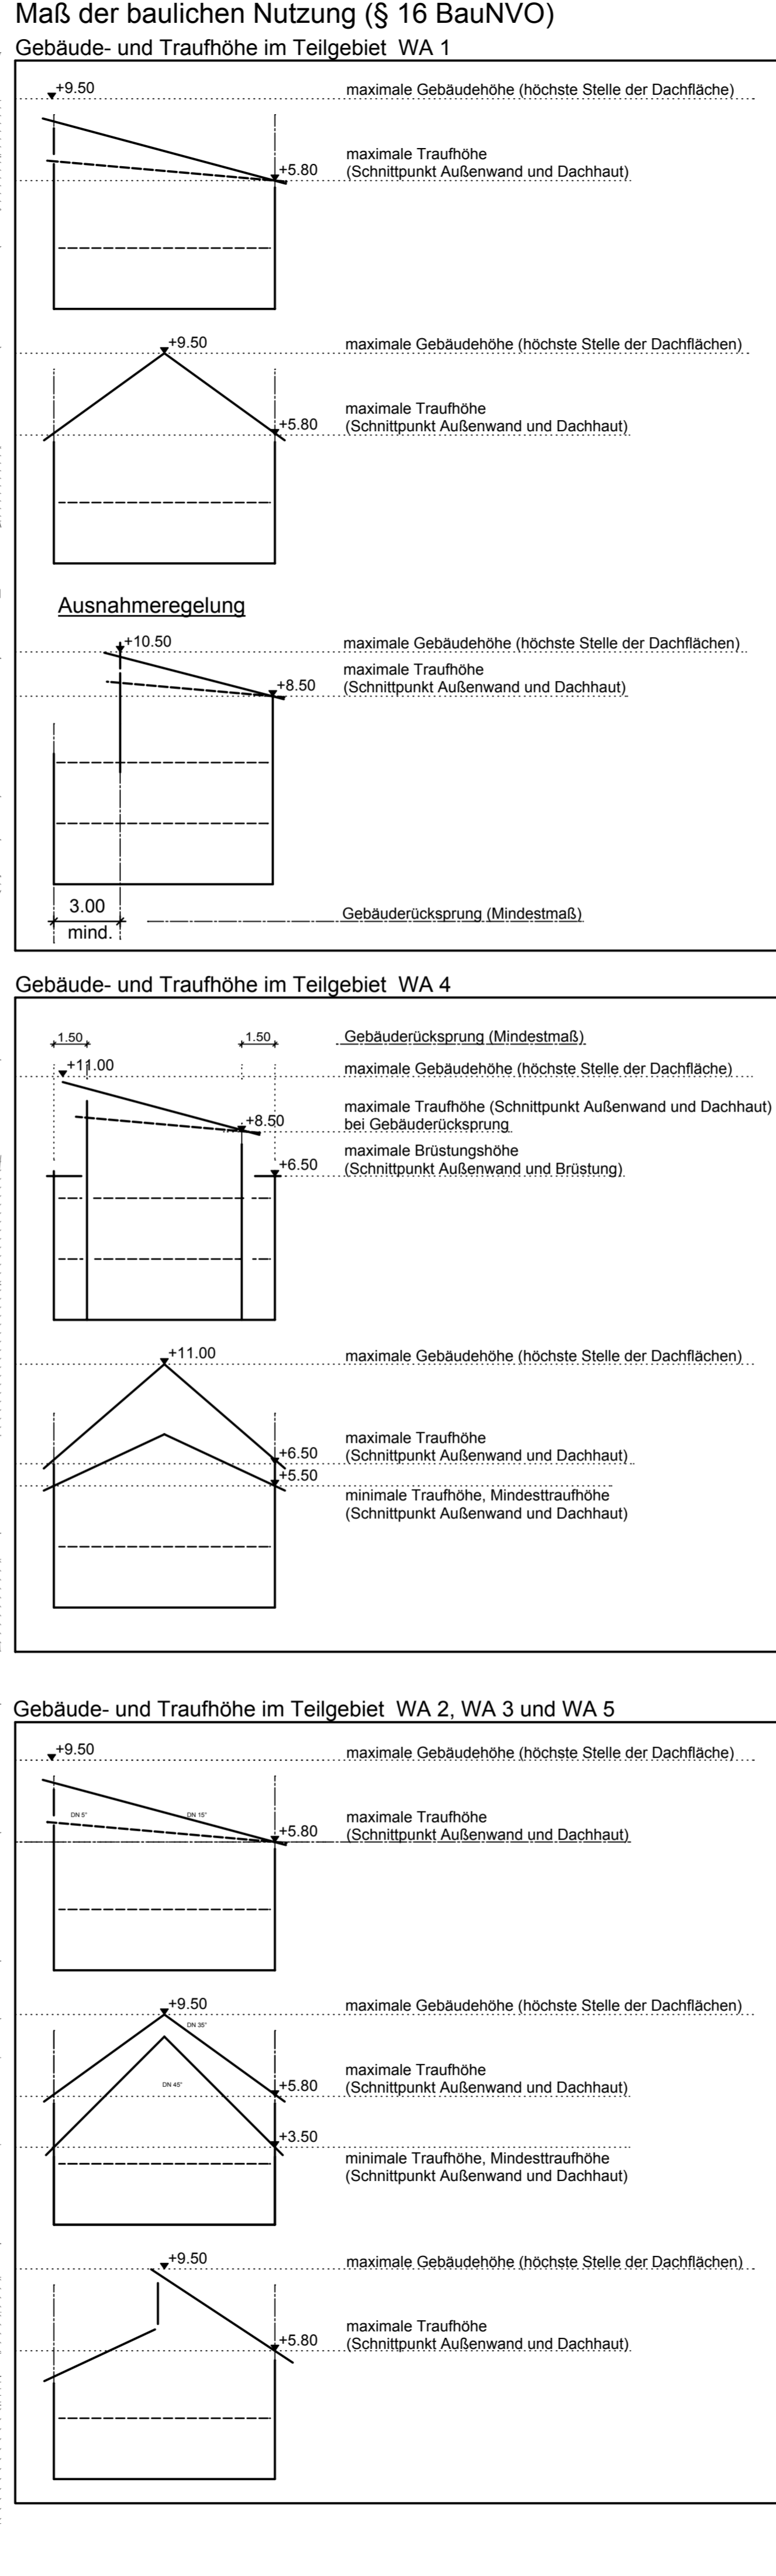 Maß der baulichen Nutzung (§ 16 BauNVO)
Gebäude- und Traufhöhe im Teilgebiet WA 1
+9.50
maximale Gebäudehöhe (höchste Stelle der Dachfläche)
maximale Traufhöhe
+5.80
(Schnittpunkt Außenwand und Dachhaut)
+9.50
maximale Gebäudehöhe (höchste Stelle der Dachflächen)
maximale Traufhöhe
+5.80
(Schnittpunkt Außenwand und Dachhaut)
Ausnahmeregelung
+10.50
maximale Gebäudehöhe (höchste Stelle der Dachflächen)
maximale Traufhöhe
+8.50
(Schnittpunkt Außenwand und Dachhaut)
3.00
mind.
Gebäuderücksprung (Mindestmaß)
Gebäude- und Traufhöhe im Teilgebiet WA 4
1.50
1.50
Gebäuderücksprung (Mindestmaß)
+11.00
maximale Gebäudehöhe (höchste Stelle der Dachfläche)
maximale Traufhöhe (Schnittpunkt Außenwand und Dachhaut)
+8.50
bei Gebäuderücksprung
maximale Brüstungshöhe
+6.50
(Schnittpunkt Außenwand und Brüstung)
+11.00
maximale Gebäudehöhe (höchste Stelle der Dachflächen)
maximale Traufhöhe
+6.50
(Schnittpunkt Außenwand und Dachhaut)
+5.50
minimale Traufhöhe, Mindesttraufhöhe
(Schnittpunkt Außenwand und Dachhaut)
Gebäude- und Traufhöhe im Teilgebiet WA 2, WA 3 und WA 5
+9.50
maximale Gebäudehöhe (höchste Stelle der Dachfläche)
DN 5°
DN 15°
maximale Traufhöhe
+5.80
(Schnittpunkt Außenwand und Dachhaut)
+9.50
maximale Gebäudehöhe (höchste Stelle der Dachflächen)
DN 35°
maximale Traufhöhe
DN 45°
+5.80
(Schnittpunkt Außenwand und Dachhaut)
+3.50
minimale Traufhöhe, Mindesttraufhöhe
(Schnittpunkt Außenwand und Dachhaut)
+9.50
maximale Gebäudehöhe (höchste Stelle der Dachflächen)
maximale Traufhöhe
+5.80
(Schnittpunkt Außenwand und Dachhaut)